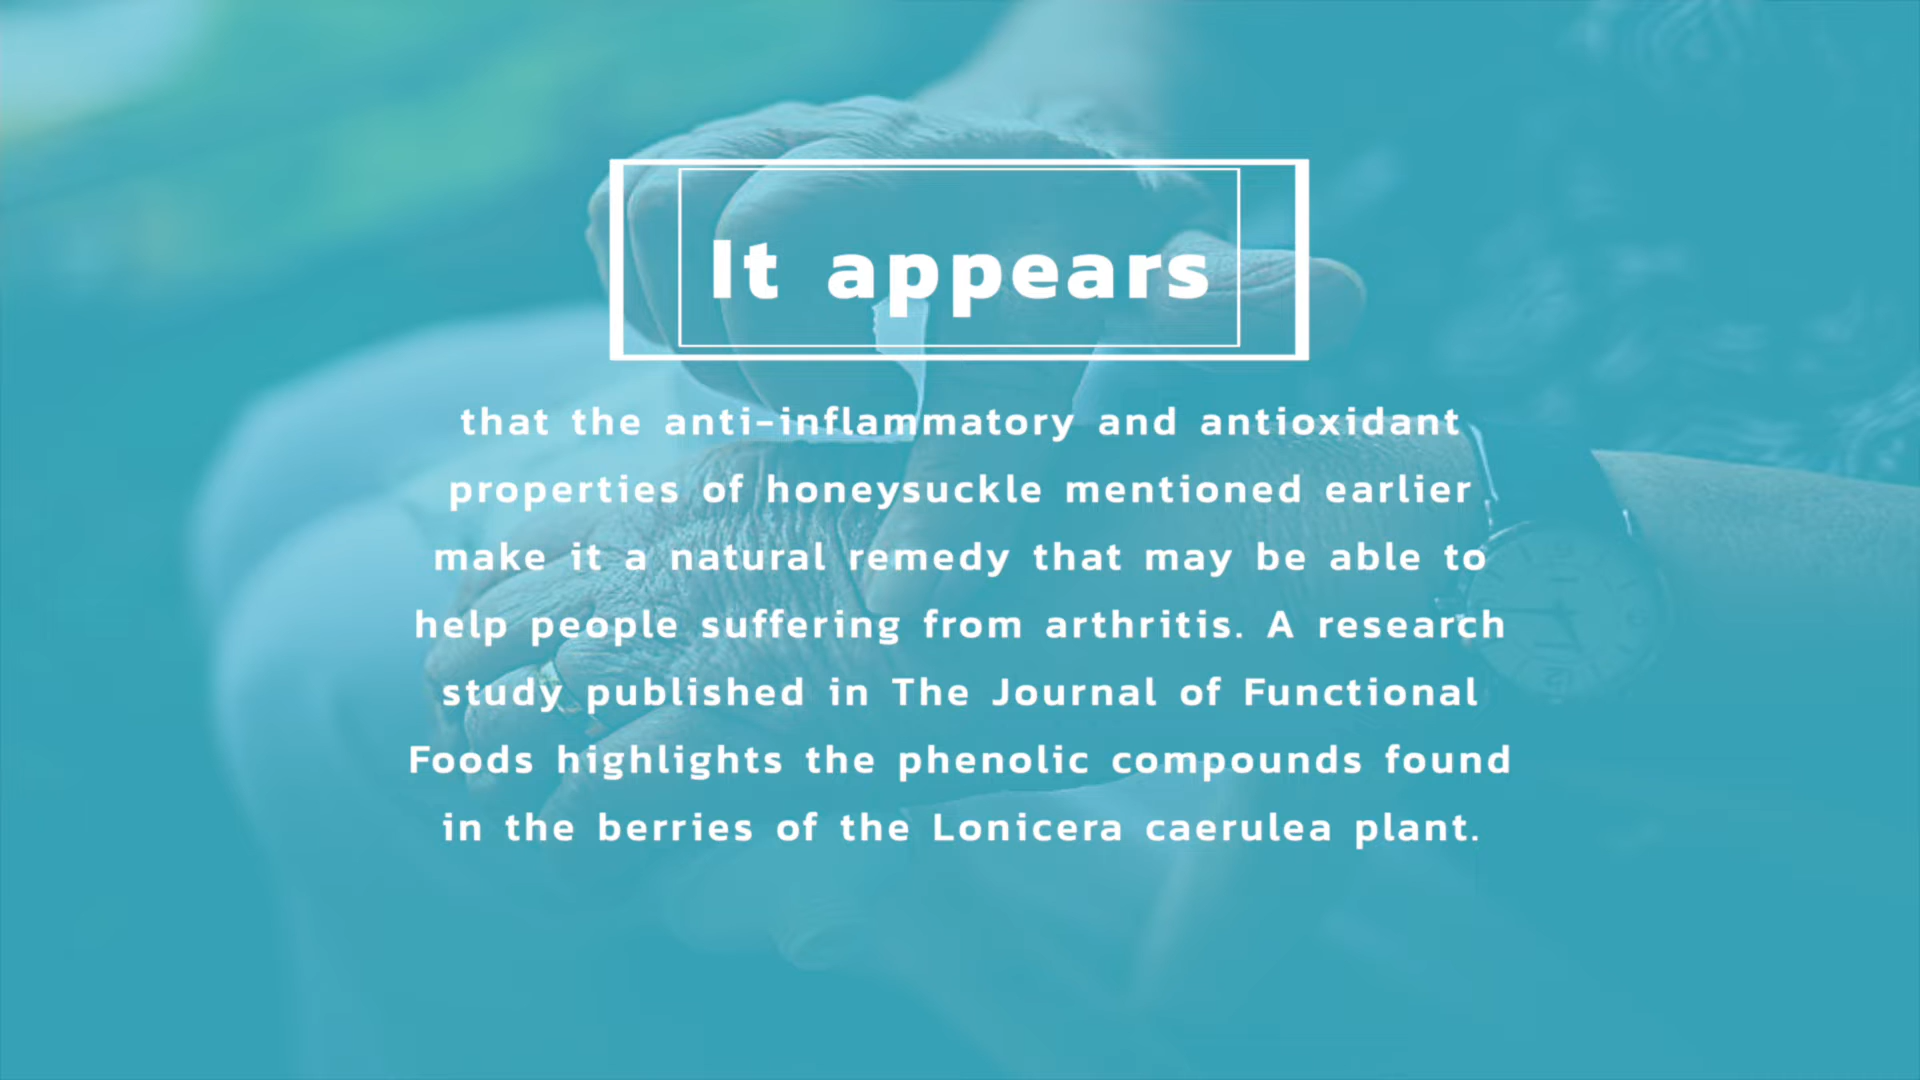 It appears
that the anti-inflammatory and antioxidant
properties of honeysuckle mentioned earlier
make it a natural remedy that may be able to
help people suffering from arthritis. A research
study published in The Journal of Functional
Foods highlights the phenolic compounds found
in the berries of the Lonicera caerulea plant.